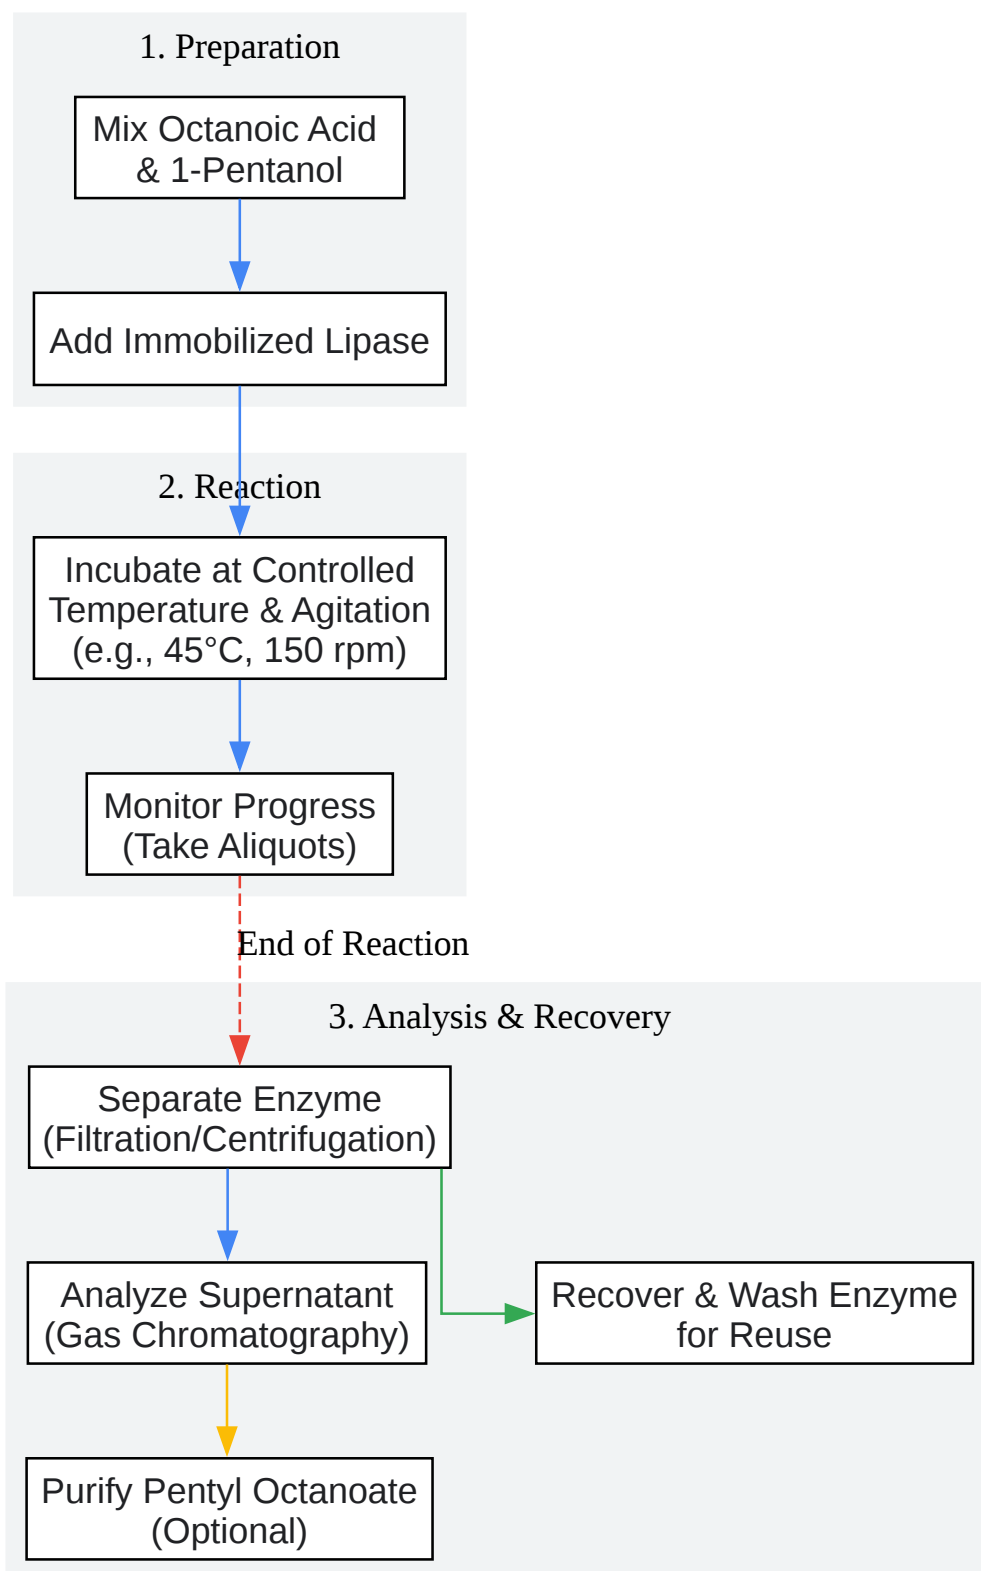 1. Preparation
Mix Octanoic Acid
& 1-Pentanol
Add Immobilized Lipase
2. Reaction
Incubate at Controlled
Temperature & Agitation
(e.g., 45°C, 150 rpm)
Monitor Progress
(Take Aliquots)
End of Reaction
3. Analysis & Recovery
Separate Enzyme
(Filtration/Centrifugation)
Analyze Supernatant
(Gas Chromatography)
Recover & Wash Enzyme
for Reuse
Purify Pentyl Octanoate
(Optional)